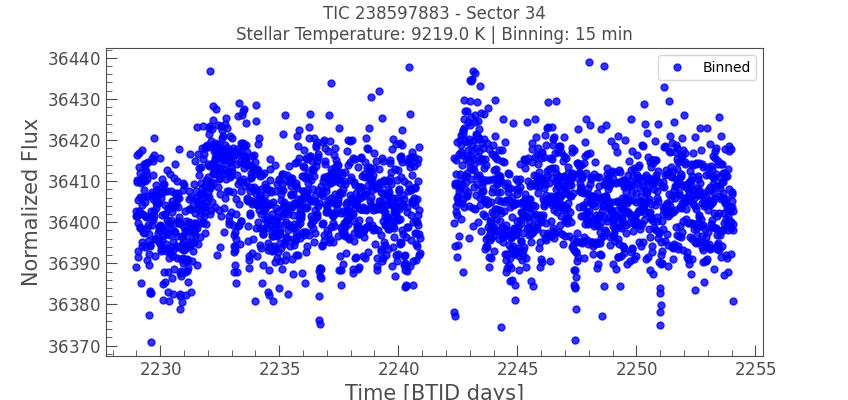 TIC 238597883 - Sector 34
Stellar Temperature: 9219.0 K | Binning: 15 min
Binned
Normalized Flux
36440
36430
36420
36410
36400
36390
36380
36370
2230 2235 2240 2245 2250 2255
Time [BTJD days]